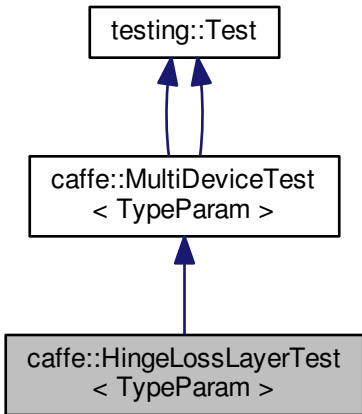 testing::Test
caffe::MultiDeviceTest
< TypeParam >
caffe::HingeLossLayerTest
< TypeParam >